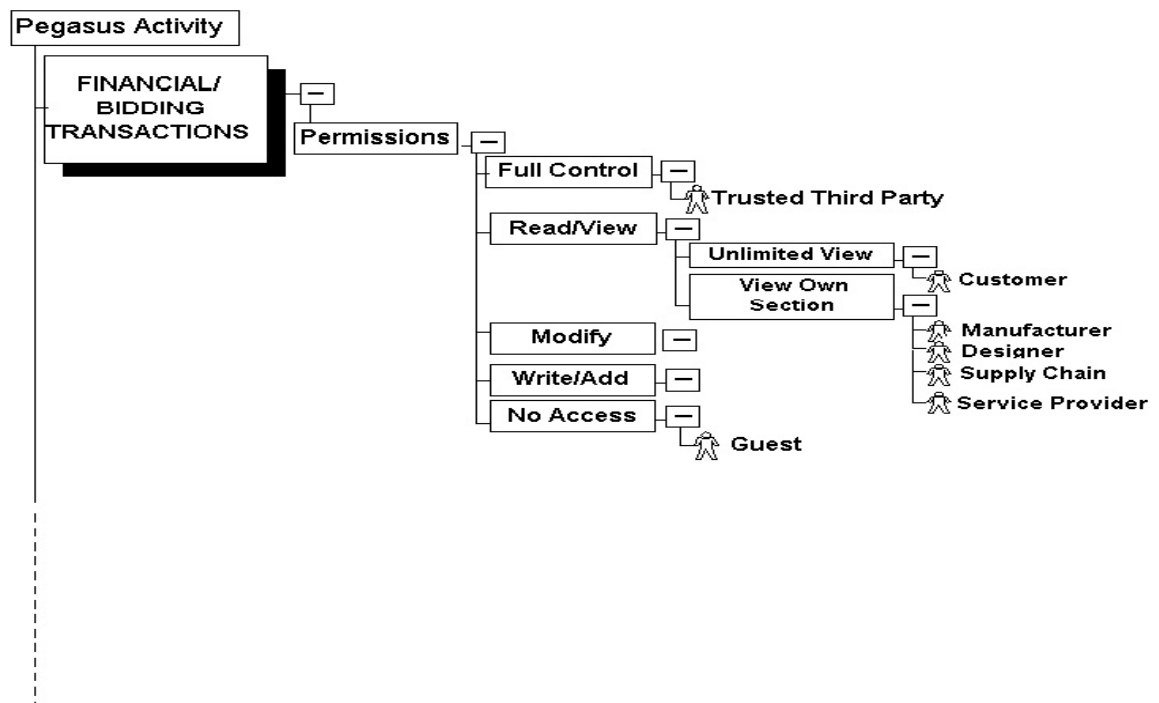 Pegasus Activity
FINANCIAL/
BIDDING
TRANSACTIONS
Permissions
Full Control
Trusted Third Party
Read/View
Unlimited View
Customer
View Own
Section
Manufacturer
Designer
Supply Chain
Service Provider
Modify
Write/Add
No Access
Guest